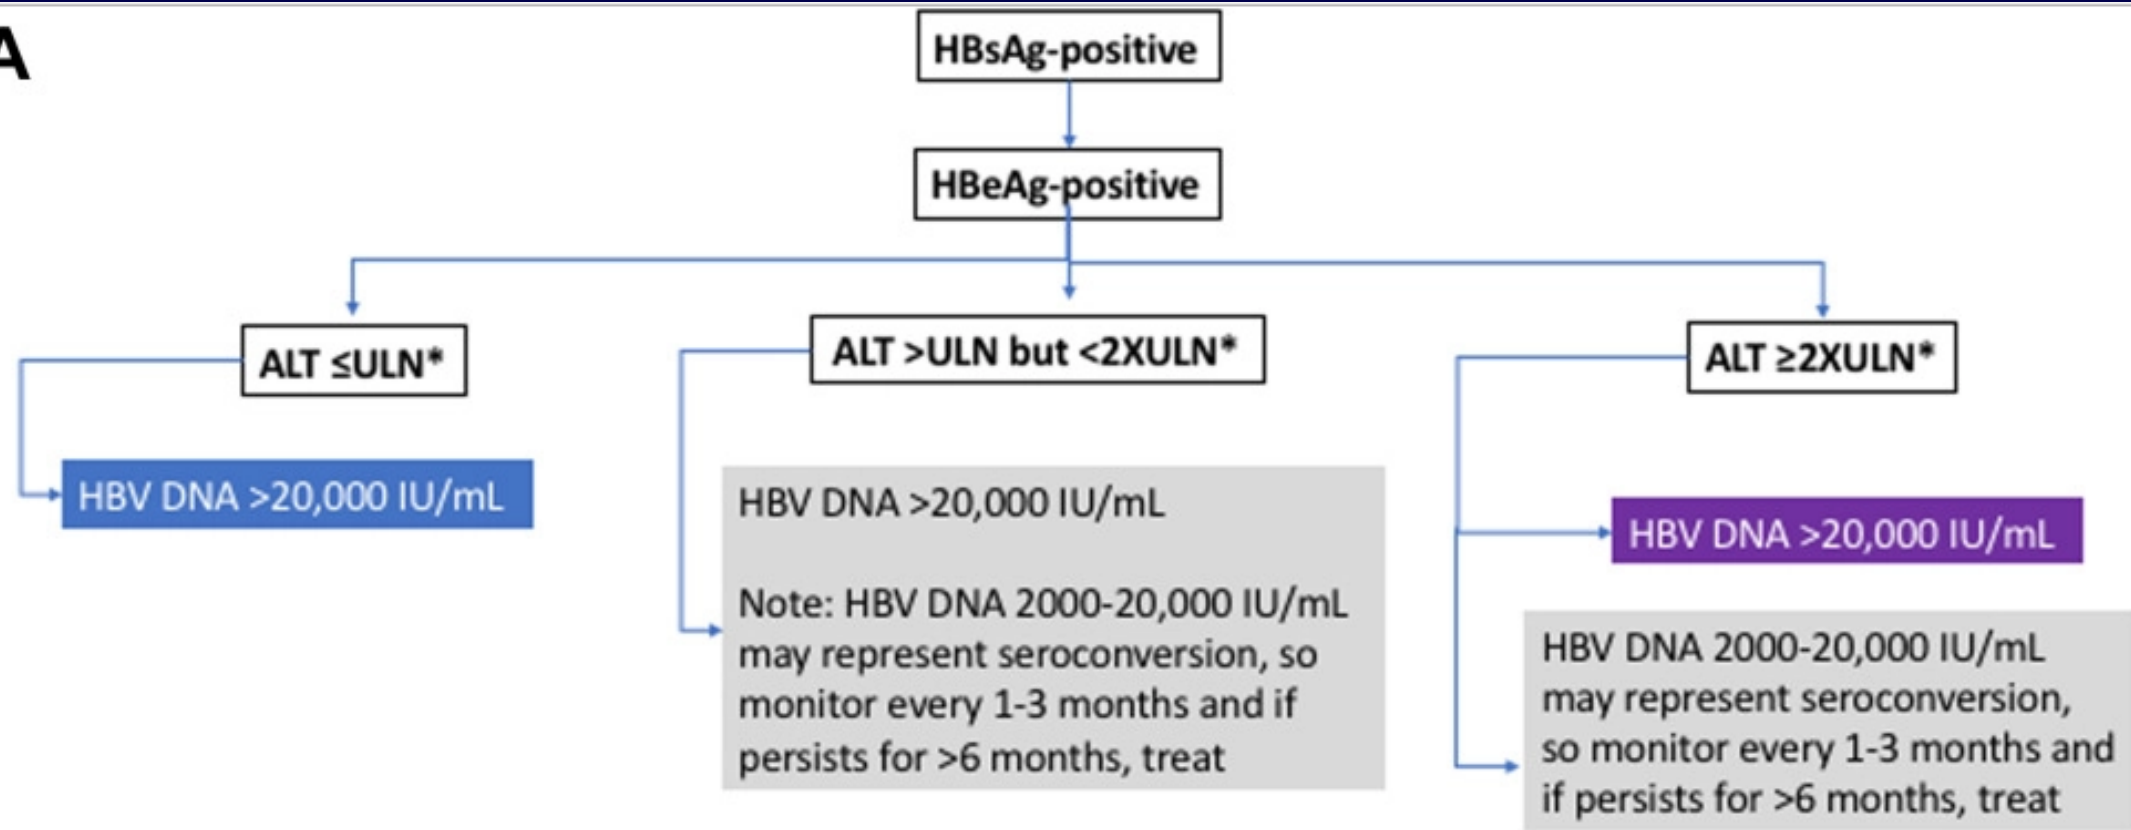 A
HBsAg-positive
HBeAg-positive
ALT ≤ULN*
ALT >ULN but <2XULN*
ALT ≥2XULN*
HBV DNA >20,000 IU/mL
HBV DNA >20,000 IU/mL
Note: HBV DNA 2000-20,000 IU/mL
may represent seroconversion, so
monitor every 1-3 months and if
persists for >6 months, treat
HBV DNA >20,000 IU/mL
HBV DNA 2000-20,000 IU/mL
may represent seroconversion,
so monitor every 1-3 months and
if persists for >6 months, treat